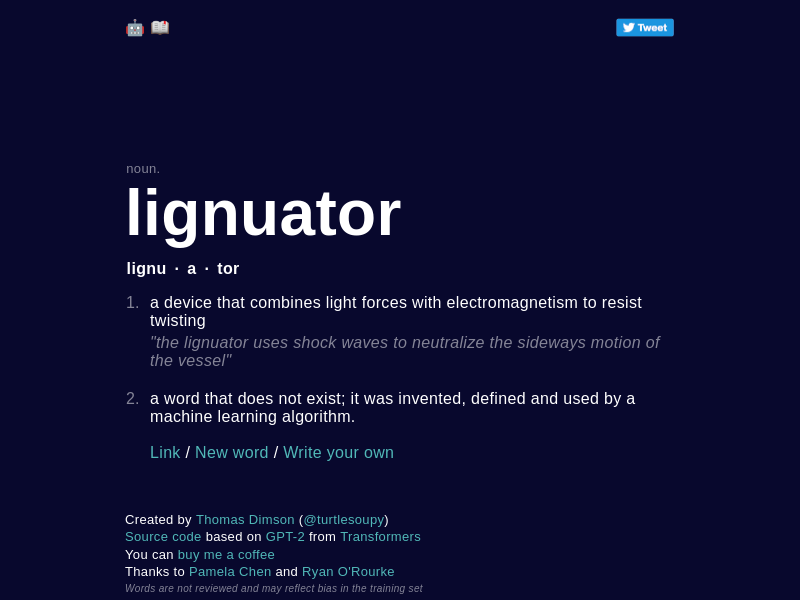 Tweet
noun.
lignuator
lignu · a · tor
1. a device that combines light forces with electromagnetism to resist
twisting
"the lignuator uses shock waves to neutralize the sideways motion of
the vessel"
2. a word that does not exist; it was invented, defined and used by a
machine learning algorithm.
Link / New word / Write your own
Created by Thomas Dimson (@turtlesoupy)
Source code based on GPT-2 from Transformers
You can buy me a coffee
Thanks to Pamela Chen and Ryan O'Rourke
Words are not reviewed and may reflect bias in the training set